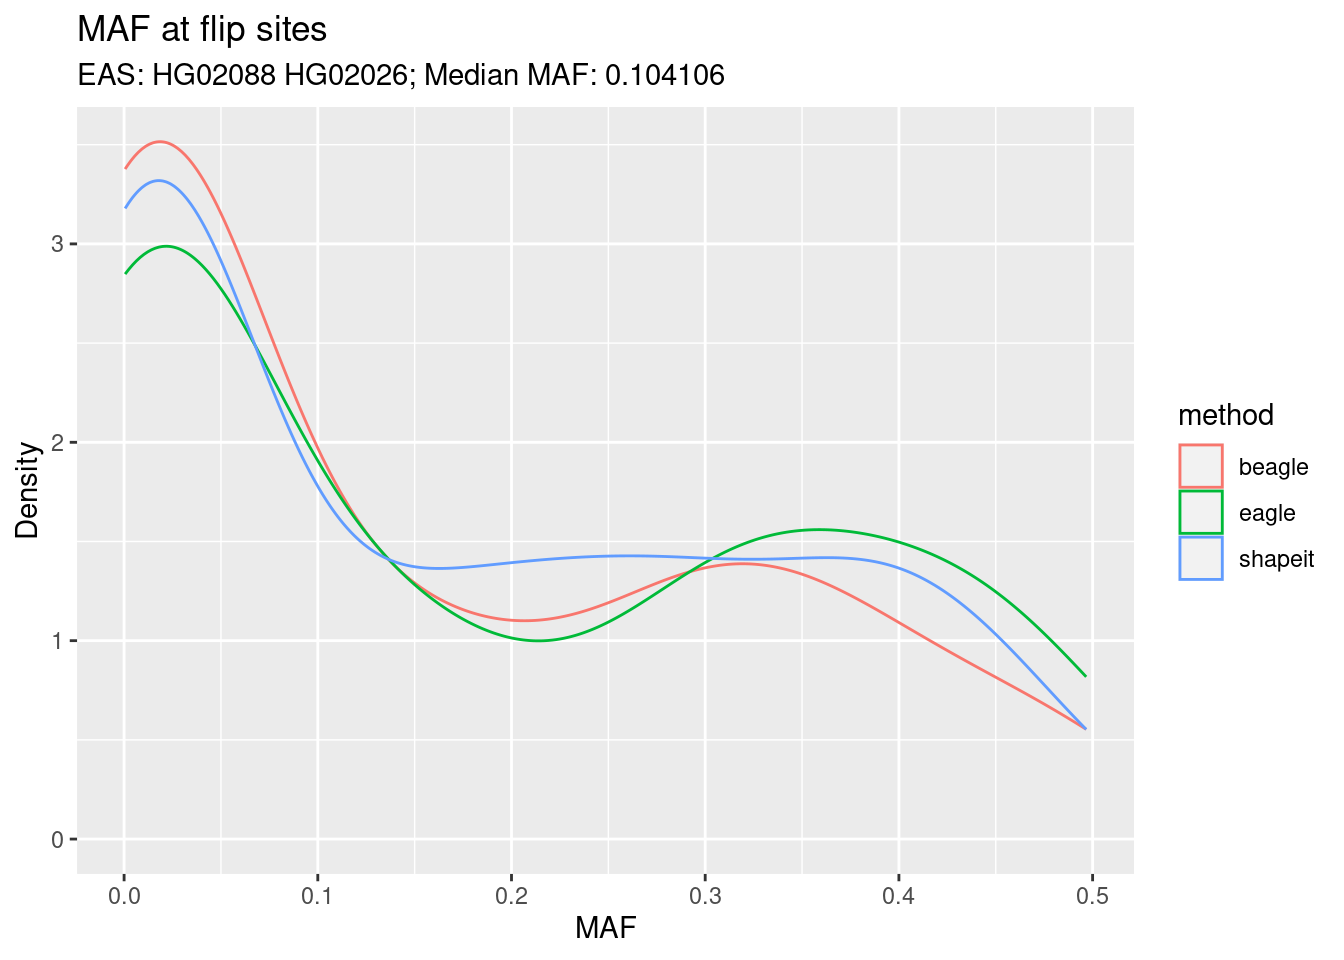 MAF at flip sites
EAS: HG02088 HG02026; Median MAF: 0.104106
3
2
1
0
Density
0.0
0.1
0.2
0.3
0.4
0.5
MAF
method
beagle
eagle
shapeit